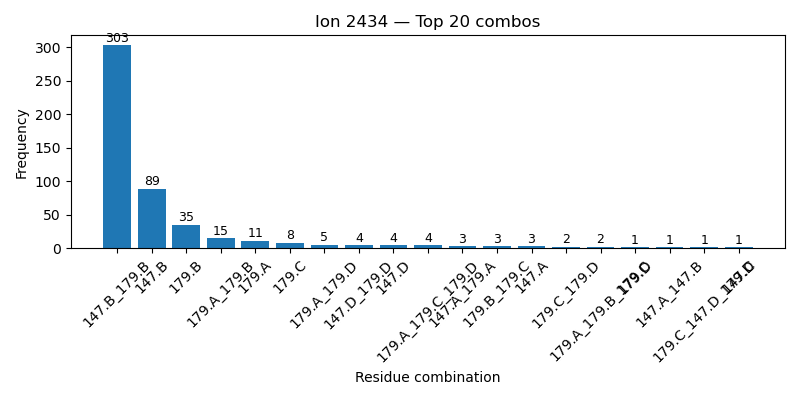 Ion 2434 — Top 20 combos
Frequency
300
250
200
150
100
50
0
303
89
35
15
11
8
5
4
4
4
3
3
3
2
2
1
1
1
1
147.B_179.B
147.B
179.B
179.A_179.B
179.A
179.C
179.A_179.D
147.D_179.D
147.D
179.A_179.C_179.D
147.A_179.A
179.B_179.C
147.A
179.C_179.D
147.A_147.B
Residue combination